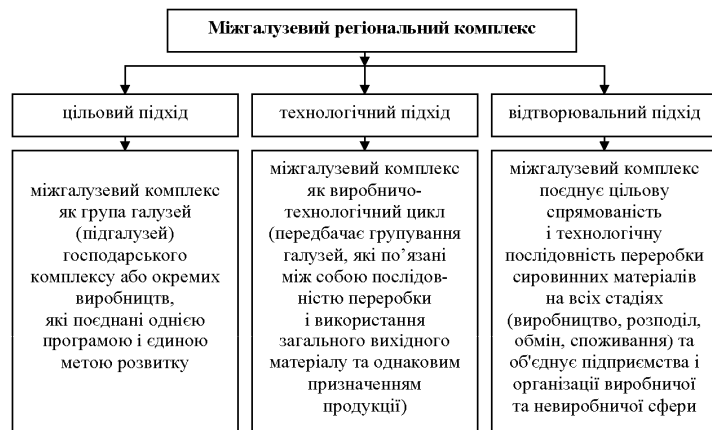 Міжгалузевий регіональний комплекс
цільовий підхід
технологічний підхід
відтворювальний підхід
міжгалузевий комплекс
як група галузей
(підгалузей)
господарського
комплексу або окремих
виробництв,
які поєднані однією
програмою і єдиною
метою розвитку
міжгалузевий комплекс
як виробничо-
технологічний цикл
(передбачає групування
галузей, які по’язані
між собою послідов-
ністю переробки
і використання
загального вихідного
матеріалу та однаковим
призначенням
продукції)
міжгалузевий комплекс
поєднує цільову
спрямованість
і технологічну
послідовність переробки
сировинних матеріалів
на всіх стадіях
(виробництво, розподіл,
обмін, споживання) та
об'єднує підприємства і
організації виробничої
та невиробничої сфери